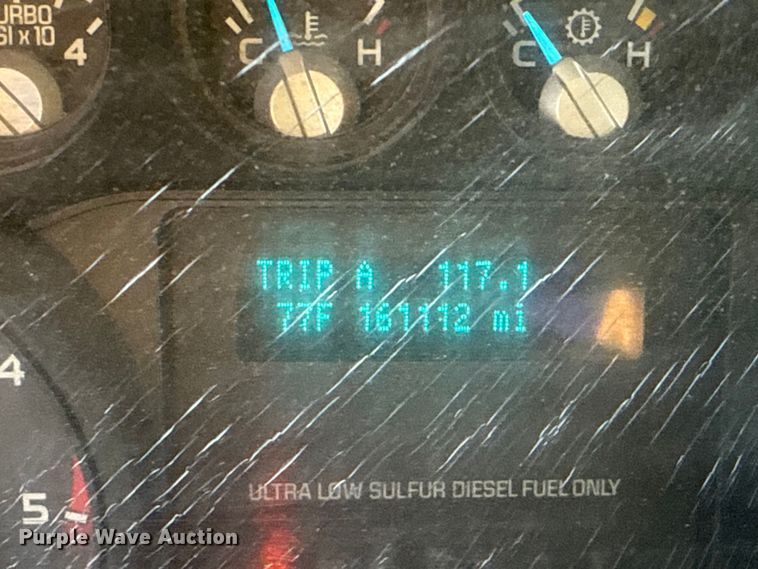 URBO
SI x 10
4
C
H
C
H
TRIP A 117.1
77F 161112 mi
4
5
ULTRA LOW SULFUR DIESEL FUEL ONLY
Purple Wave Auction